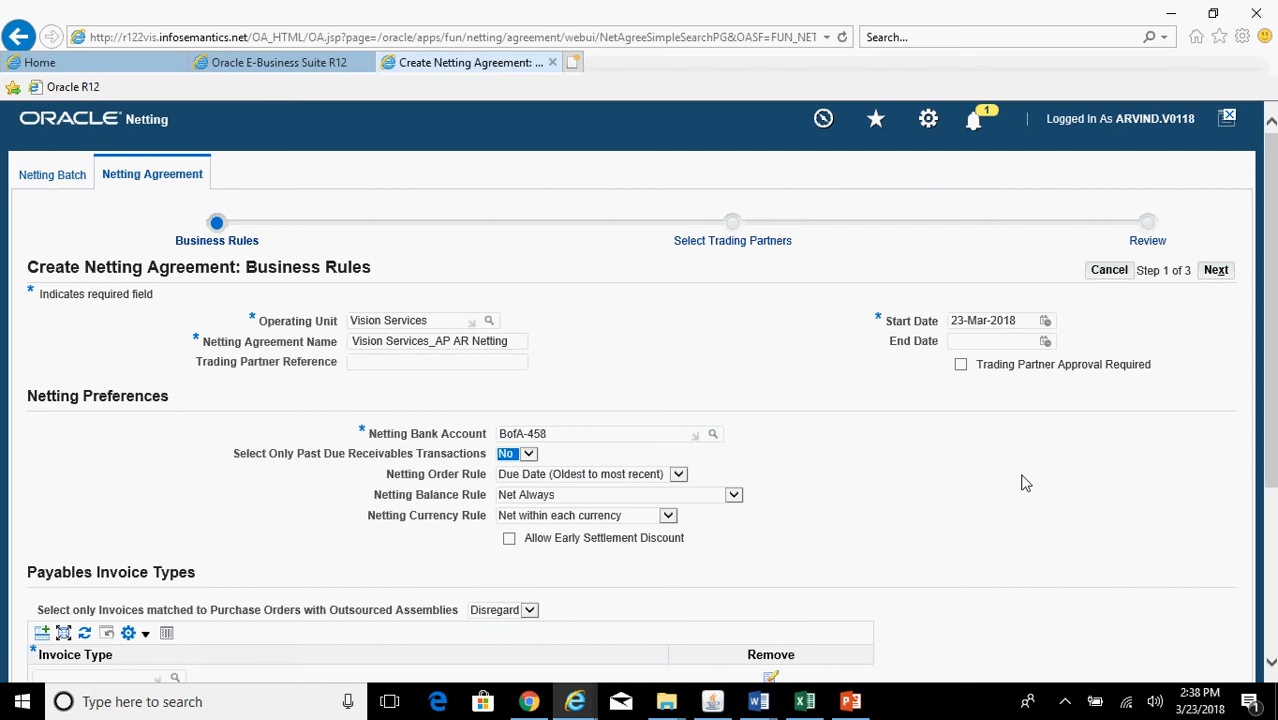 http://r122vis.infosemantics.net/OA_HTML/OA.jsp?page=/oracle/apps/fun/netting/agreement/webui/NetAgreeSimpleSearchPG&OASF=FUN_NET
Search...
Home
Oracle E-Business Suite R12
Create Netting Agreement: ...
Oracle R12
ORACLE Netting
1
Logged In As ARVIND.V0118
Netting Batch
Netting Agreement
Business Rules
Select Trading Partners
Review
Create Netting Agreement: Business Rules
Cancel Step 1 of 3 Next
* Indicates required field
* Operating Unit Vision Services
* Start Date 23-Mar-2018
* Netting Agreement Name Vision Services_AP AR Netting
End Date
Trading Partner Reference
Trading Partner Approval Required
Netting Preferences
* Netting Bank Account BofA-458
Select Only Past Due Receivables Transactions No
Netting Order Rule Due Date (Oldest to most recent)
Netting Balance Rule Net Always
Netting Currency Rule Net within each currency
Allow Early Settlement Discount
Payables Invoice Types
Select only Invoices matched to Purchase Orders with Outsourced Assemblies Disregard
* Invoice Type Remove
Type here to search
2:38 PM
3/23/2018
1